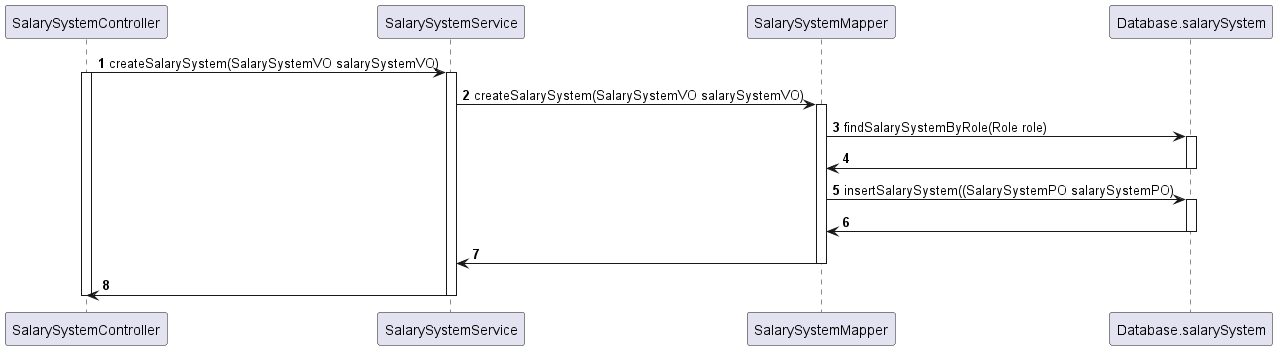 SalarySystemController SalarySystemService SalarySystemMapper Database.salarySystem
1 createSalarySystem(SalarySystemVO salarySystemVO)
2 createSalarySystem(SalarySystemVO salarySystemVO)
3 findSalarySystemByRole(Role role)
4
5 insertSalarySystem((SalarySystemPO salarySystemPO)
6
7
8
SalarySystemController SalarySystemService SalarySystemMapper Database.salarySystem